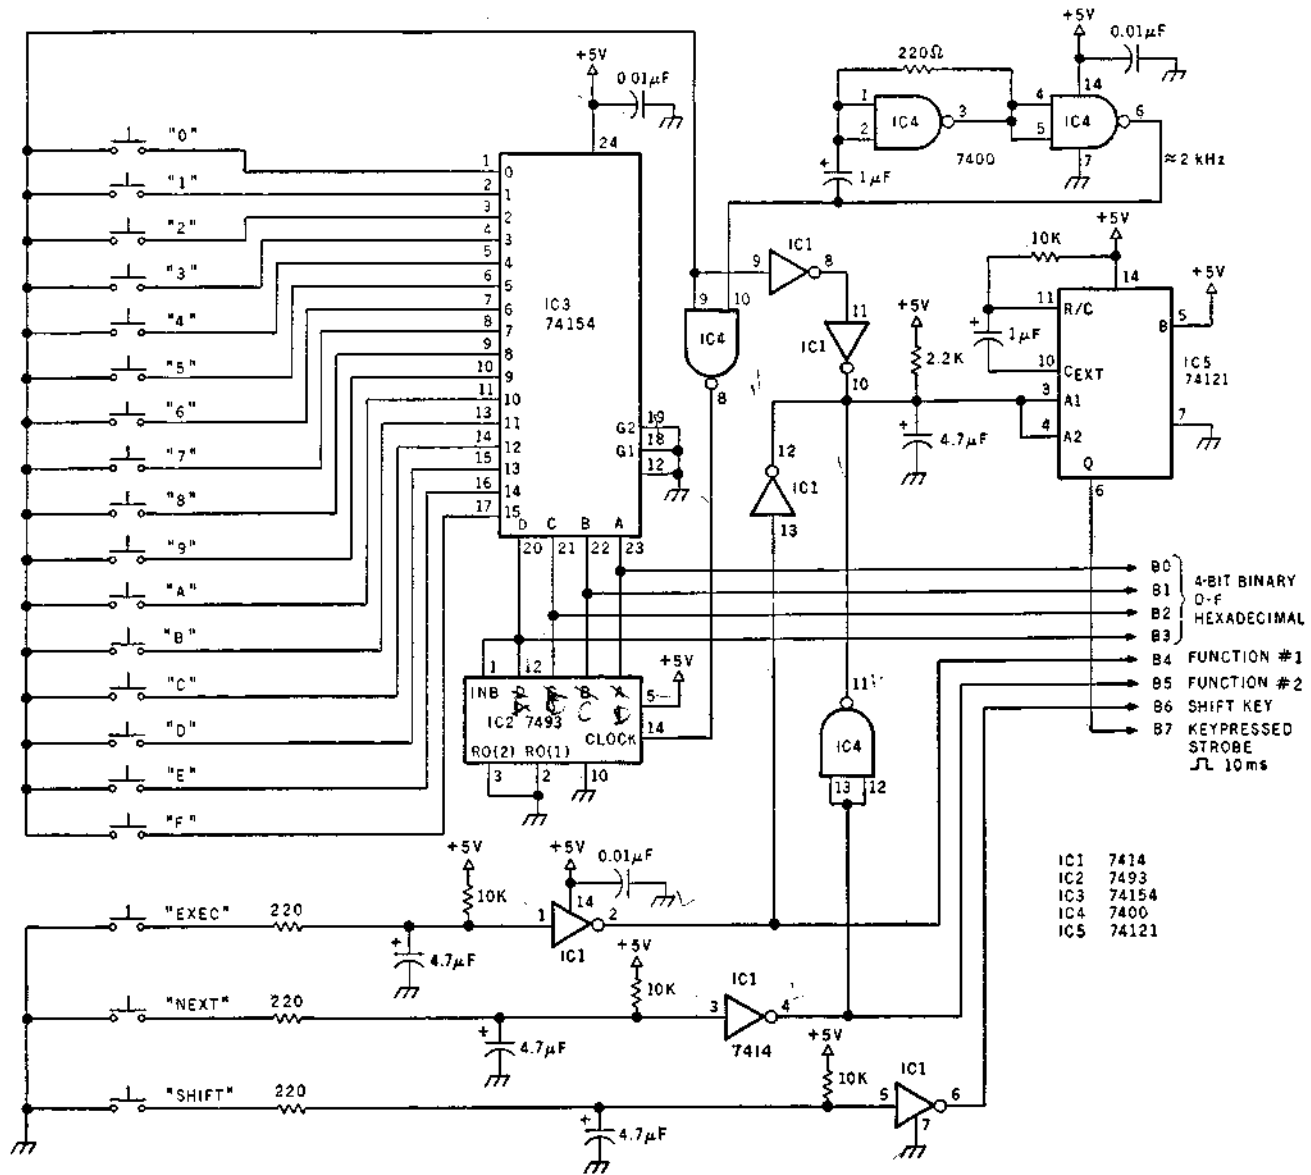 +5V
0.01µF
220Ω
+5V
0.01µF
14
1
2
IC4
3
4
5
IC4
6
7400
7
≈2 kHz
1µF
24
"0"
"1"
"2"
"3"
"4"
"5"
"6"
"7"
"8"
"9"
"A"
"B"
"C"
"D"
"E"
"F"
1 0
2 1
3 2
4 3
5 4
6 5
7 6
8 7
9 8
10 9
11 10
13 11
14 12
15 13
16 14
17 15
IC3
74154
G2 19
G1 18
12
D C B A
20 21 22 23
9 10
IC4
8
9 IC1 8
11
IC1
10
12
IC1
13
+5V
2.2K
4.7µF
+5V
10K
14
11 R/C
1µF
10 CEXT
3 A1
4 A2
Q
6
B 5
+5V
IC5
74121
7
B0
B1
B2
B3
4-BIT BINARY
0-F
HEXADECIMAL
B4 FUNCTION #1
B5 FUNCTION #2
B6 SHIFT KEY
B7 KEYPRESSED
STROBE
10ms
1 12
INB D C B A
C D
IC2 7493
5
+5V
14
CLOCK
RO(2) RO(1)
3 2 10
11
IC4
13 12
"EXEC" 220
4.7µF
+5V
10K
+5V
0.01µF
14
1 2
IC1
"NEXT" 220
4.7µF
+5V
10K
IC1
3 4
7414
"SHIFT" 220
4.7µF
+5V
10K
IC1
5 6
7
IC1 7414
IC2 7493
IC3 74154
IC4 7400
IC5 74121